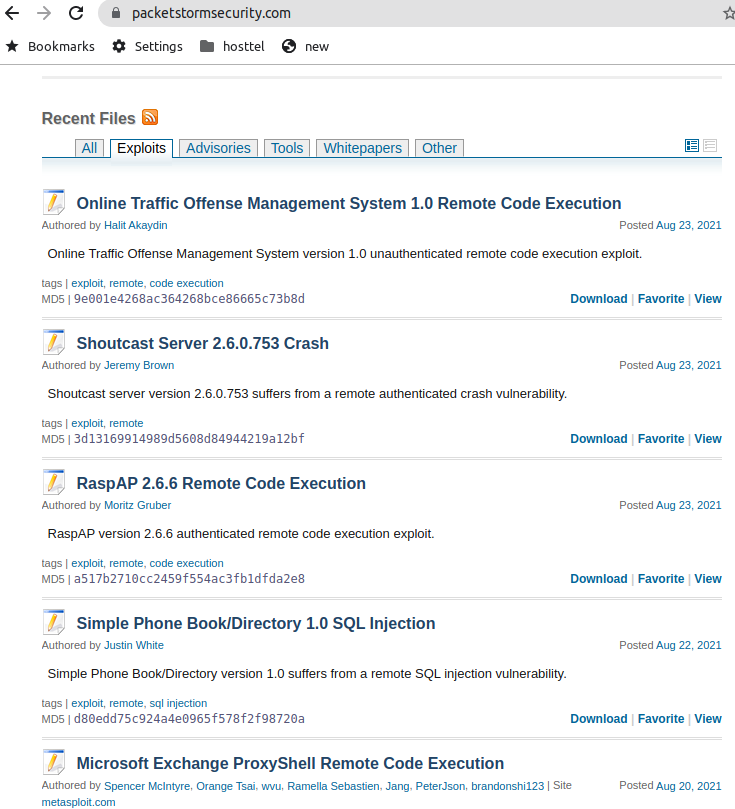 packetstormsecurity.com
Bookmarks Settings hosttel new
Recent Files
All Exploits Advisories Tools Whitepapers Other
Online Traffic Offense Management System 1.0 Remote Code Execution
Authored by Halit Akaydin Posted Aug 23, 2021
Online Traffic Offense Management System version 1.0 unauthenticated remote code execution exploit.
tags | exploit, remote, code execution
MD5 | 9e001e4268ac364268bce86665c73b8d Download | Favorite | View
Shoutcast Server 2.6.0.753 Crash
Authored by Jeremy Brown Posted Aug 23, 2021
Shoutcast server version 2.6.0.753 suffers from a remote authenticated crash vulnerability.
tags | exploit, remote
MD5 | 3d13169914989d5608d84944219a12bf Download | Favorite | View
RaspAP 2.6.6 Remote Code Execution
Authored by Moritz Gruber Posted Aug 23, 2021
RaspAP version 2.6.6 authenticated remote code execution exploit.
tags | exploit, remote, code execution
MD5 | a517b2710cc2459f554ac3fb1dfda2e8 Download | Favorite | View
Simple Phone Book/Directory 1.0 SQL Injection
Authored by Justin White Posted Aug 22, 2021
Simple Phone Book/Directory version 1.0 suffers from a remote SQL injection vulnerability.
tags | exploit, remote, sql injection
MD5 | d80edd75c924a4e0965f578f2f98720a Download | Favorite | View
Microsoft Exchange ProxyShell Remote Code Execution
Authored by Spencer McIntyre, Orange Tsai, wvu, Ramella Sebastien, Jang, PeterJson, brandonshi123 | Site Posted Aug 20, 2021
metasploit.com